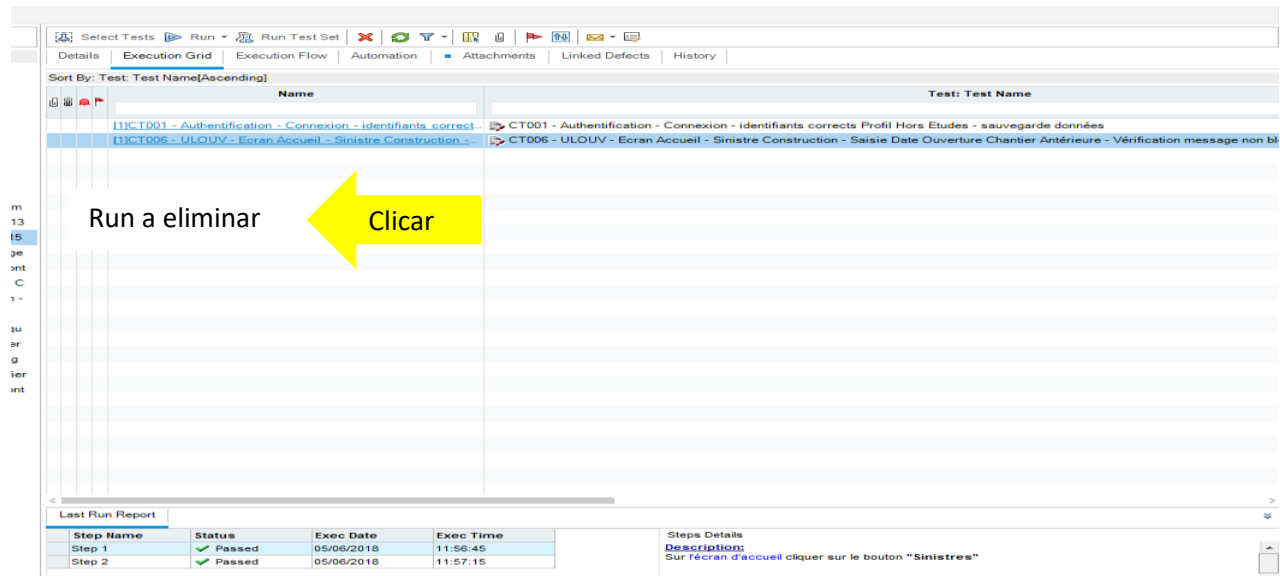 Select Tests Run Run Test Set
Details Execution Grid Execution Flow Automation Attachments Linked Defects History
Sort By: Test: Test Name[Ascending]
Name Test: Test Name
[1]CT001 - Authentification - Connexion - identifiants correct... CT001 - Authentification - Connexion - identifiants corrects Profil Hors Etudes - sauvegarde données
[1]CT006 - ULOUV - Ecran Accueil - Sinistre Construction -... CT006 - ULOUV - Ecran Accueil - Sinistre Construction - Saisie Date Ouverture Chantier Antérieure - Vérification message non bl
m
13
15
ge
ont
C
-
er
g
ier
ont
Run a eliminar
Clicar
Last Run Report
Step Name Status Exec Date Exec Time Steps Details
Step 1 Passed 05/06/2018 11:56:45 Description:
Step 2 Passed 05/06/2018 11:57:15 Sur l'écran d'accueil cliquer sur le bouton "Sinistres"